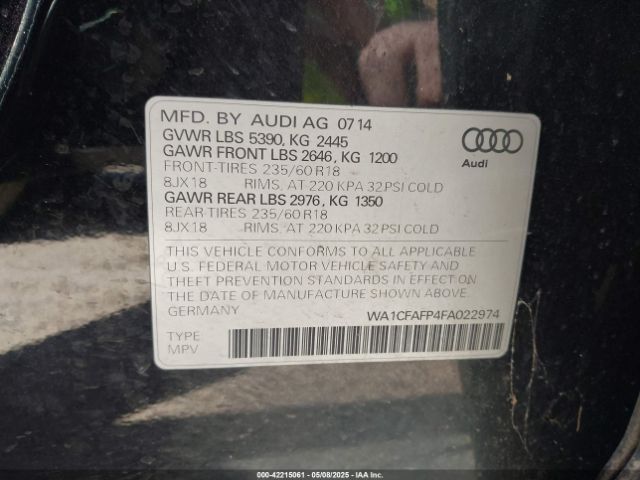 MFD. BY AUDI AG 0714
GVWR LBS 5390, KG 2445
GAWR FRONT LBS 2646, KG 1200
FRONT-TIRES 235/60 R18
8JX18 RIMS, AT 220 KPA 32 PSI COLD
GAWR REAR LBS 2976, KG 1350
REAR TIRES 235/60 R18
8JX18 RIMS, AT 220 KPA 32 PSI COLD
Audi
THIS VEHICLE CONFORMS TO ALL APPLICABLE
U.S. FEDERAL MOTOR VEHICLE SAFETY AND
THEFT PREVENTION STANDARDS IN EFFECT ON
THE DATE OF MANUFACTURE SHOWN ABOVE.
GERMANY
WA1CFAFP4FA022974
TYPE
MPV
00-42215061 - 05/08/2025 - IAA Inc.